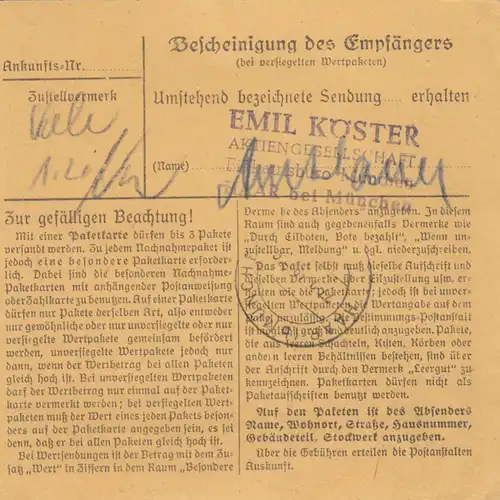 Bescheinigung des Empfängers
(bei versiegelten Wertpaketen)
Ankunfts-Nr.
Zustellvermerk
Umstehend bezeichnete Sendung erhalten
EMIL KÖSTER
AKTIENGESELLSCHAFT
(Name)
HAAR bei München
Zur gefälligen Beachtung!
Mit einer Paketkarte dürfen bis 3 Pakete
versandt werden. Zu jedem Nachnahmepaket ist
jedoch eine besondere Paketkarte erforder-
lich. Dabei sind die besonderen Nachnahme-
Paketkarten mit anhängender Postanweisung
oder Zahlkarte zu benutzen. Auf einer Paketkarte
dürfen nur Pakete derselben Art, also entweder
nur gewöhnliche oder nur unversiegelte oder nur
versiegelte Wertpakete gemeinsam befördert
werden, unversiegelte Wertpakete jedoch nur
dann, wenn der Wertbetrag bei allen Paketen
gleich hoch ist. Bei unversiegelten Wertpaketen
darf der Wertbetrag nur einmal auf der Paket-
karte vermerkt werden; bei versiegelten Wert-
paketen muß der Wert eines jeden Pakets beson-
ders auf der Paketkarte angegeben sein, es sei
denn, daß er bei allen Paketen gleich hoch ist.
Bei Wertsendungen ist der Betrag mit dem Zu-
satz „Wert" in Ziffern in dem Raum „Besondere
Vermerke des Absenders" anzugeben. In diesem
Raum sind auch gegebenenfalls Vermerke wie
"Durch Eilboten, Bote bezahlt", „Wenn un-
zustellbar, Meldung" u. dgl. niederzuschreiben.
Das Paket selbst muß dieselbe Aufschrift und
dieselben Vermerke über Eilzustellung usw. er-
halten wie die Paketkarte, jedoch ist bei unver-
siegelten Wertpaketen die Wertangabe auf dem
Paket unzulässig. Die Bestimmungs-Postanstalt
ist möglichst groß und deutlich anzugeben. Pakete,
die aus leeren Schachteln, Kisten, Körben oder
anderen leeren Behältnissen bestehen, sind über
der Anschrift durch den Vermerk „Leergut" zu
kennzeichnen. Paketkarten dürfen nicht als
Paketaufschriften benutzt werden.
Auf den Paketen ist des Absenders
Name, Wohnort, Straße, Hausnummer,
Gebäudeteil, Stockwerk anzugeben.
Über die Gebühren erteilen die Postanstalten
Auskunft.